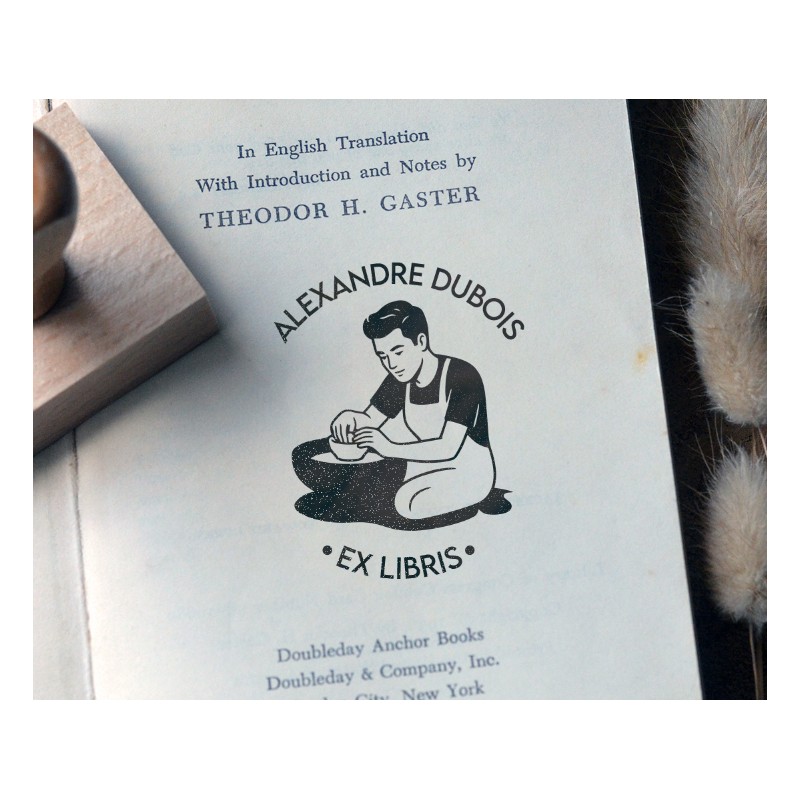 In English Translation
With Introduction and Notes by
THEODOR H. GASTER
ALEXANDRE DUBOIS
• EX LIBRIS •
Doubleday Anchor Books
Doubleday & Company, Inc.
City, New York